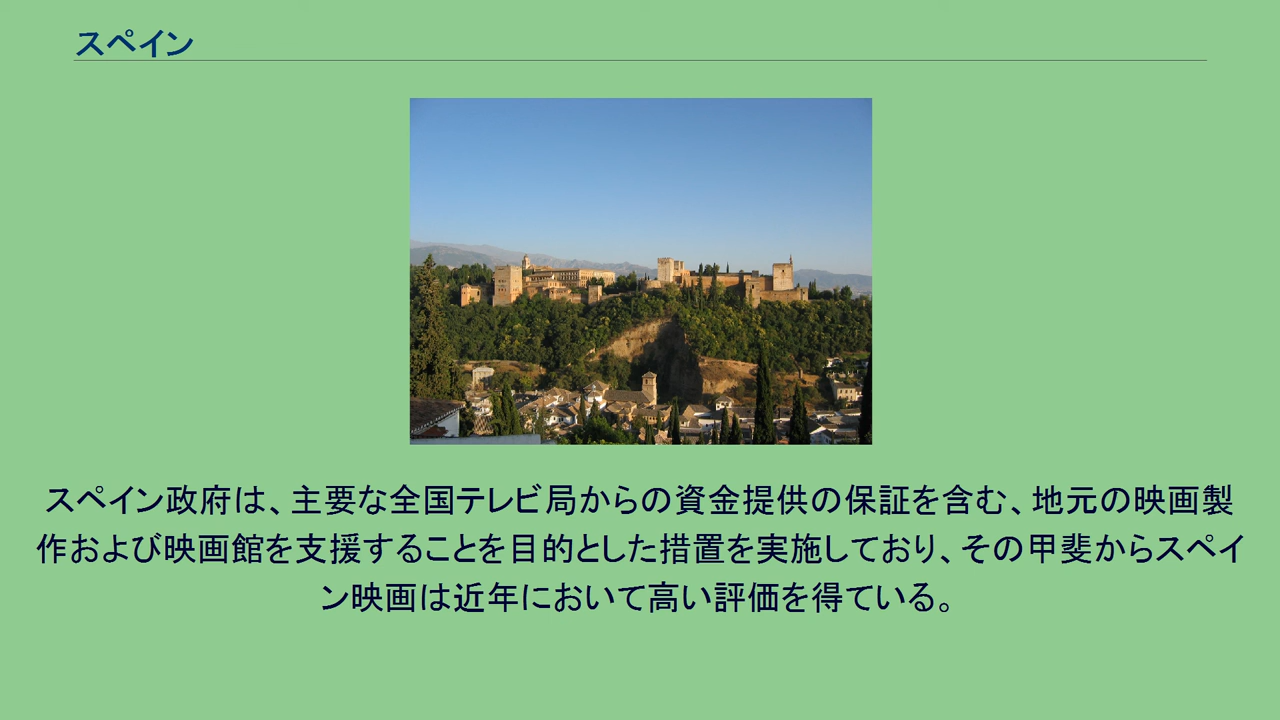 スペイン
スペイン政府は、主要な全国テレビ局からの資金提供の保証を含む、地元の映画製
作および映画館を支援することを目的とした措置を実施しており、その甲斐からスペイ
ン映画は近年において高い評価を得ている。